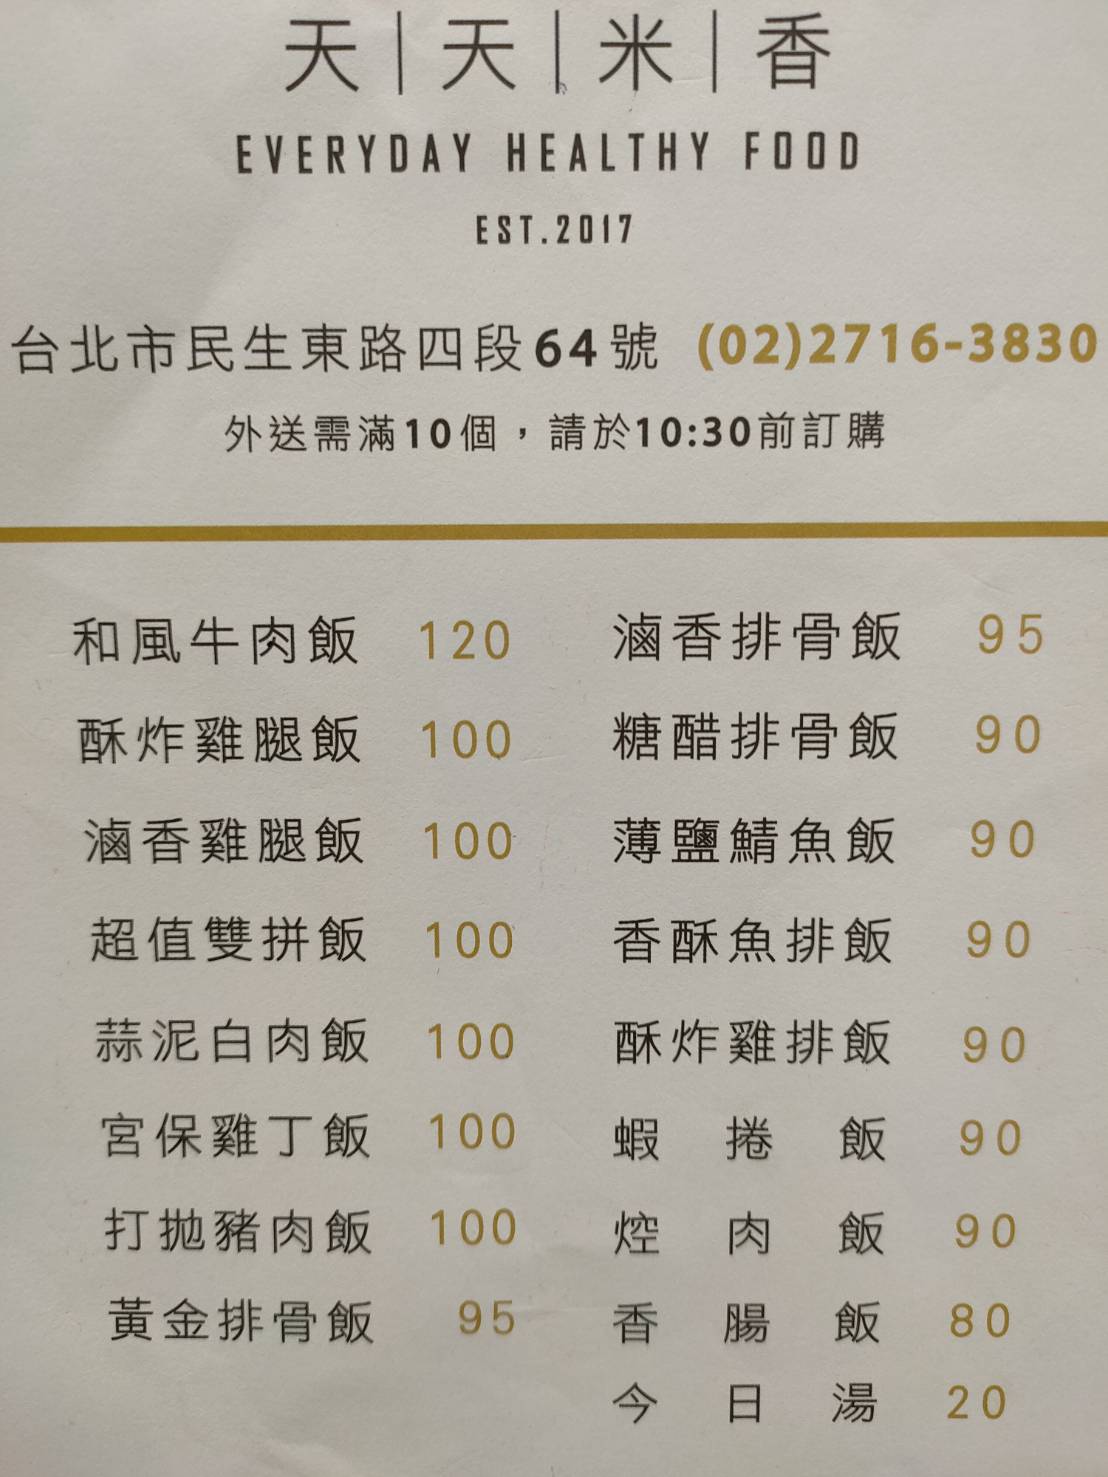 天|天|米|香
EVERYDAY HEALTHY FOOD
EST.2017
台北市民生東路四段64號 (02)2716-3830
外送需滿10個，請於10:30前訂購
和風牛肉飯 120
酥炸雞腿飯 100
滷香雞腿飯 100
超值雙拼飯 100
蒜泥白肉飯 100
宮保雞丁飯 100
打拋豬肉飯 100
黃金排骨飯 95
滷香排骨飯 95
糖醋排骨飯 90
薄鹽鯖魚飯 90
香酥魚排飯 90
酥炸雞排飯 90
蝦捲飯 90
焢肉飯 90
香腸飯 80
今日湯 20